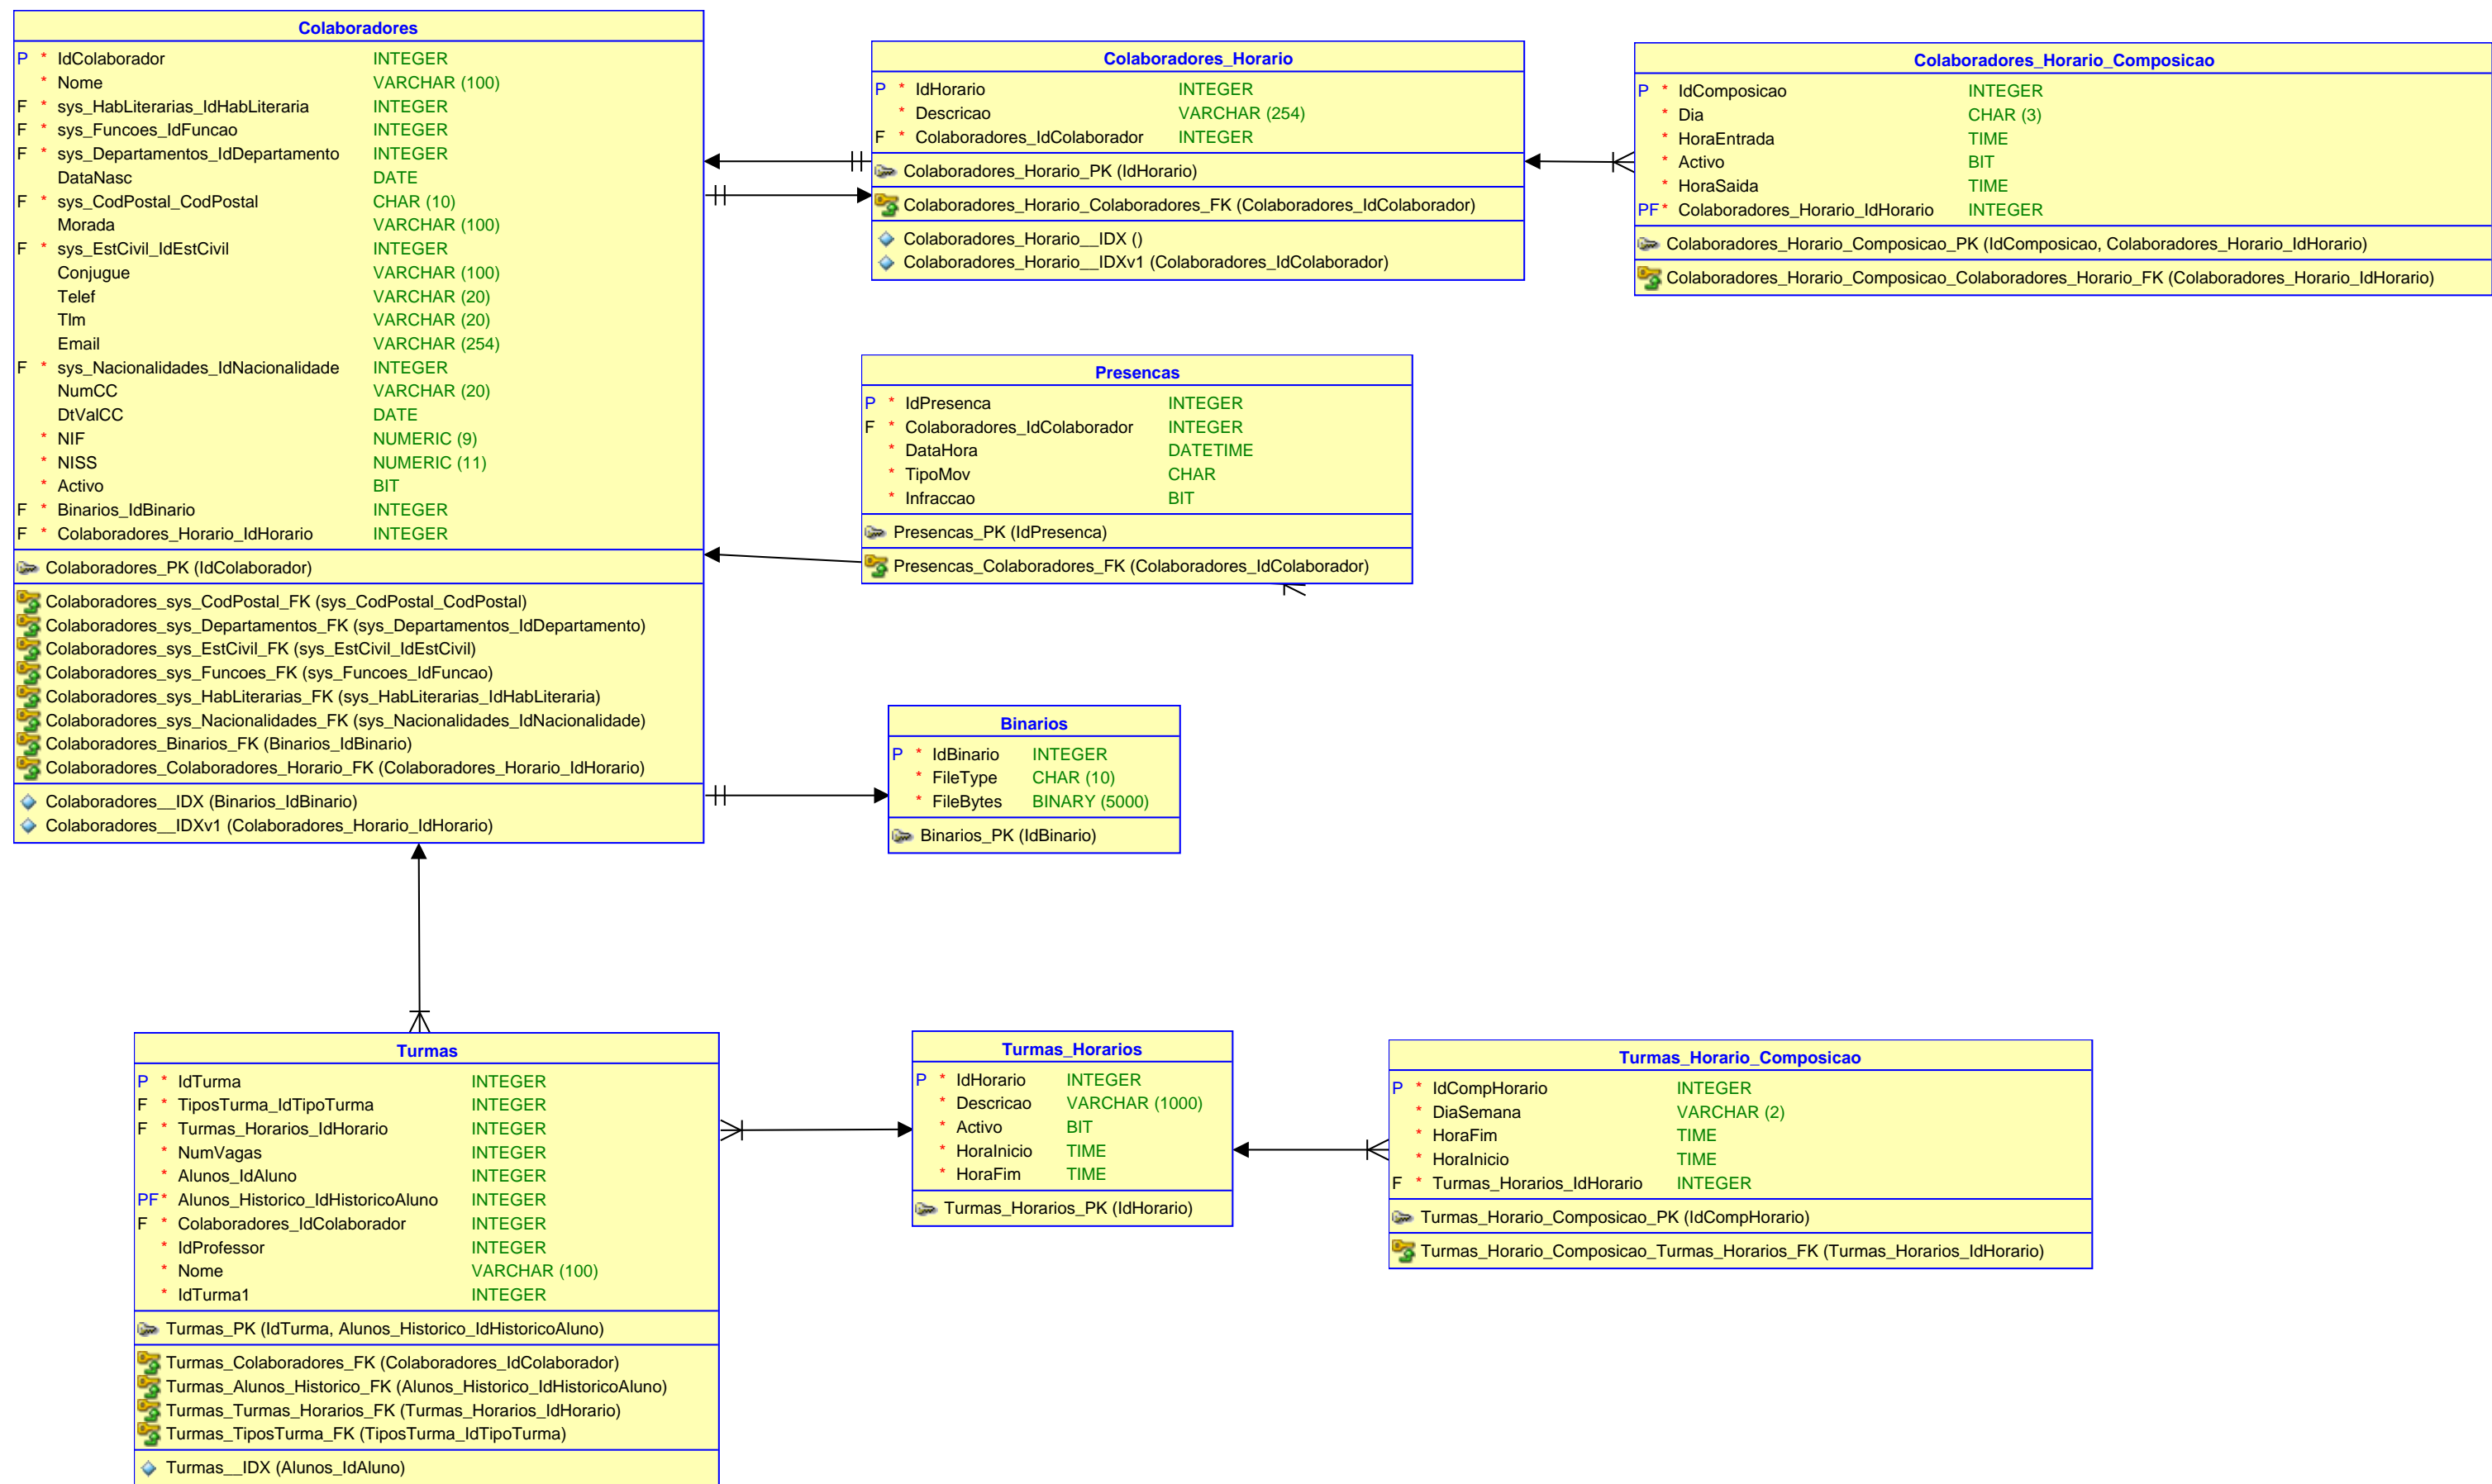 Colaboradores
P * IdColaborador INTEGER
* Nome VARCHAR (100)
F * sys_HabLiterarias_IdHabLiteraria INTEGER
F * sys_Funcoes_IdFuncao INTEGER
F * sys_Departamentos_IdDepartamento INTEGER
DataNasc DATE
F * sys_CodPostal_CodPostal CHAR (10)
Morada VARCHAR (100)
F * sys_EstCivil_IdEstCivil INTEGER
Conjugue VARCHAR (100)
Telef VARCHAR (20)
Tlm VARCHAR (20)
Email VARCHAR (254)
F * sys_Nacionalidades_IdNacionalidade INTEGER
NumCC VARCHAR (20)
DtValCC DATE
* NIF NUMERIC (9)
* NISS NUMERIC (11)
* Activo BIT
F * Binarios_IdBinario INTEGER
F * Colaboradores_Horario_IdHorario INTEGER
Colaboradores_PK (IdColaborador)
Colaboradores_sys_CodPostal_FK (sys_CodPostal_CodPostal)
Colaboradores_sys_Departamentos_FK (sys_Departamentos_IdDepartamento)
Colaboradores_sys_EstCivil_FK (sys_EstCivil_IdEstCivil)
Colaboradores_sys_Funcoes_FK (sys_Funcoes_IdFuncao)
Colaboradores_sys_HabLiterarias_FK (sys_HabLiterarias_IdHabLiteraria)
Colaboradores_sys_Nacionalidades_FK (sys_Nacionalidades_IdNacionalidade)
Colaboradores_Binarios_FK (Binarios_IdBinario)
Colaboradores_Colaboradores_Horario_FK (Colaboradores_Horario_IdHorario)
Colaboradores__IDX (Binarios_IdBinario)
Colaboradores__IDXv1 (Colaboradores_Horario_IdHorario)
Colaboradores_Horario
P * IdHorario INTEGER
* Descricao VARCHAR (254)
F * Colaboradores_IdColaborador INTEGER
Colaboradores_Horario_PK (IdHorario)
Colaboradores_Horario_Colaboradores_FK (Colaboradores_IdColaborador)
Colaboradores_Horario__IDX ()
Colaboradores_Horario__IDXv1 (Colaboradores_IdColaborador)
Colaboradores_Horario_Composicao
P * IdComposicao INTEGER
* Dia CHAR (3)
* HoraEntrada TIME
* Activo BIT
* HoraSaida TIME
PF * Colaboradores_Horario_IdHorario INTEGER
Colaboradores_Horario_Composicao_PK (IdComposicao, Colaboradores_Horario_IdHorario)
Colaboradores_Horario_Composicao_Colaboradores_Horario_FK (Colaboradores_Horario_IdHorario)
Presencas
P * IdPresenca INTEGER
F * Colaboradores_IdColaborador INTEGER
* DataHora DATETIME
* TipoMov CHAR
* Infraccao BIT
Presencas_PK (IdPresenca)
Presencas_Colaboradores_FK (Colaboradores_IdColaborador)
Binarios
P * IdBinario INTEGER
* FileType CHAR (10)
* FileBytes BINARY (5000)
Binarios_PK (IdBinario)
Turmas
P * IdTurma INTEGER
F * TiposTurma_IdTipoTurma INTEGER
F * Turmas_Horarios_IdHorario INTEGER
* NumVagas INTEGER
* Alunos_IdAluno INTEGER
PF * Alunos_Historico_IdHistoricoAluno INTEGER
F * Colaboradores_IdColaborador INTEGER
* IdProfessor INTEGER
* Nome VARCHAR (100)
* IdTurma1 INTEGER
Turmas_PK (IdTurma, Alunos_Historico_IdHistoricoAluno)
Turmas_Colaboradores_FK (Colaboradores_IdColaborador)
Turmas_Alunos_Historico_FK (Alunos_Historico_IdHistoricoAluno)
Turmas_Turmas_Horarios_FK (Turmas_Horarios_IdHorario)
Turmas_TiposTurma_FK (TiposTurma_IdTipoTurma)
Turmas__IDX (Alunos_IdAluno)
Turmas_Horarios
P * IdHorario INTEGER
* Descricao VARCHAR (1000)
* Activo BIT
* HoraInicio TIME
* HoraFim TIME
Turmas_Horarios_PK (IdHorario)
Turmas_Horario_Composicao
P * IdCompHorario INTEGER
* DiaSemana VARCHAR (2)
* HoraFim TIME
* HoraInicio TIME
F * Turmas_Horarios_IdHorario INTEGER
Turmas_Horario_Composicao_PK (IdCompHorario)
Turmas_Horario_Composicao_Turmas_Horarios_FK (Turmas_Horarios_IdHorario)